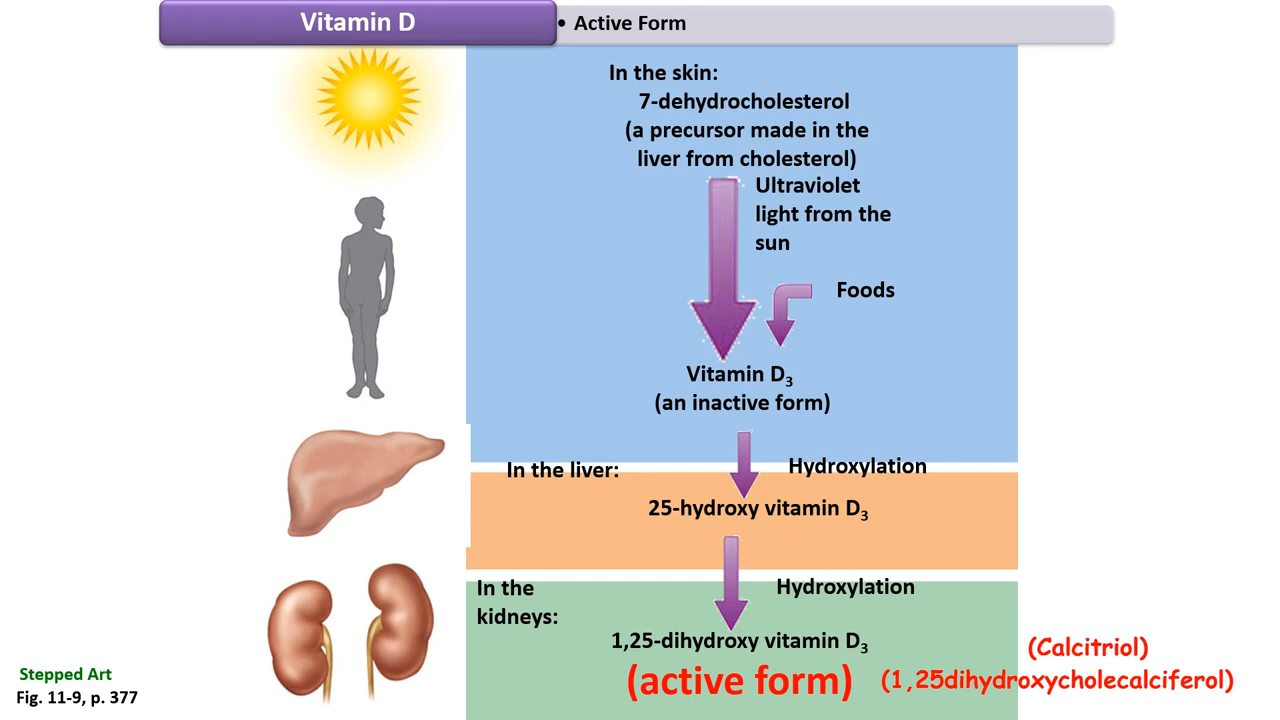 Vitamin D
• Active Form
In the skin:
7-dehydrocholesterol
(a precursor made in the
liver from cholesterol)
Ultraviolet
light from the
sun
Foods
Vitamin D₃
(an inactive form)
In the liver:
Hydroxylation
25-hydroxy vitamin D₃
In the
kidneys:
Hydroxylation
1,25-dihydroxy vitamin D₃
(active form)
(Calcitriol)
(1,25dihydroxycholecalciferol)
Stepped Art
Fig. 11-9, p. 377